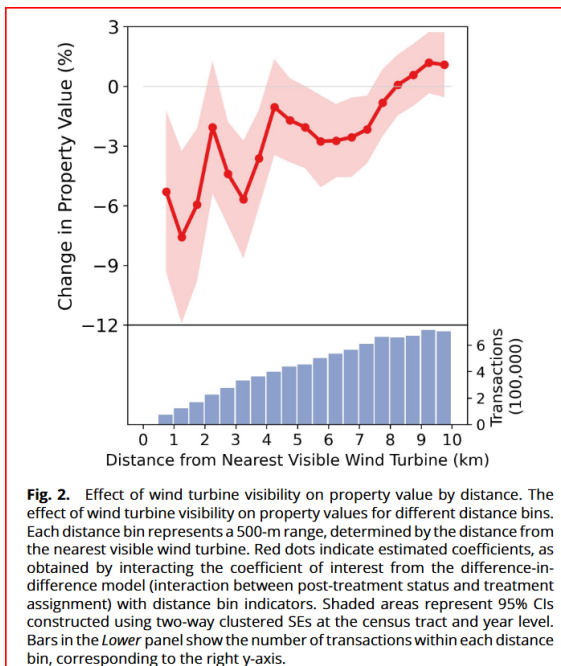 3
0
−3
−6
−9
−12
Change in Property Value (%)
6
4
2
0
Transactions
(100,000)
0 1 2 3 4 5 6 7 8 9 10
Distance from Nearest Visible Wind Turbine (km)
Fig. 2. Effect of wind turbine visibility on property value by distance. The
effect of wind turbine visibility on property values for different distance bins.
Each distance bin represents a 500-m range, determined by the distance from
the nearest visible wind turbine. Red dots indicate estimated coefficients, as
obtained by interacting the coefficient of interest from the difference-in-
difference model (interaction between post-treatment status and treatment
assignment) with distance bin indicators. Shaded areas represent 95% CIs
constructed using two-way clustered SEs at the census tract and year level.
Bars in the Lower panel show the number of transactions within each distance
bin, corresponding to the right y-axis.